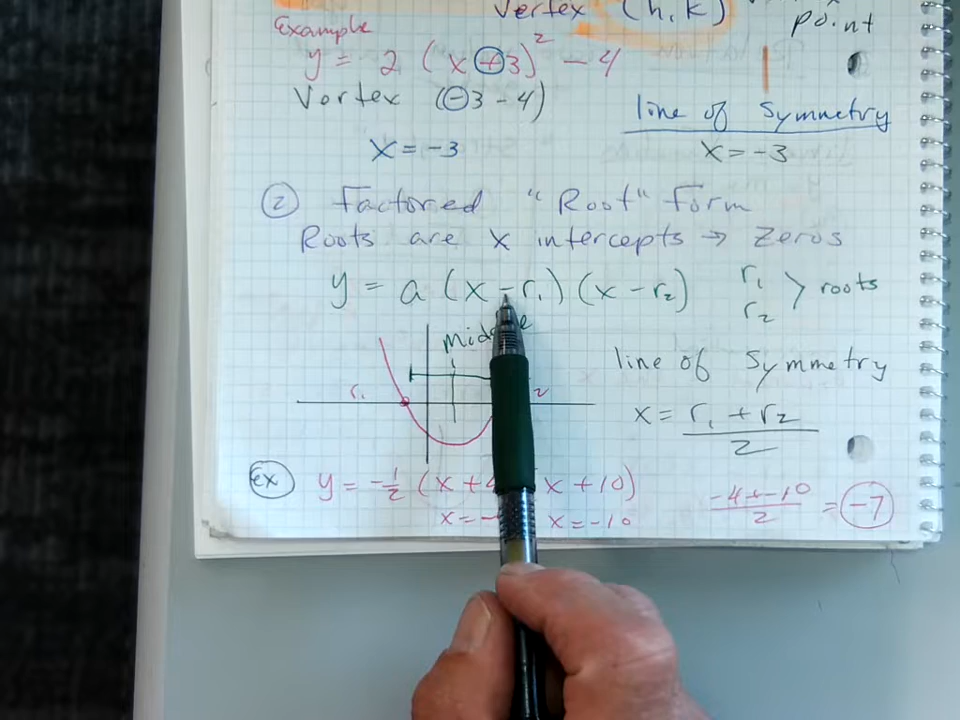 Vertex (h, k)
point
Example
y = 2 (x + 3)² - 4
Vortex (-3 - 4)
line of Symmetry
x = -3
x = -3
② Factored "Root" Form
Roots are x intercepts → Zeros
y = a (x - r₁) (x - r₂)
r₁
r₂ > roots
Middle
line of Symmetry
r₁
x = r₁ + r₂ / 2
Ex y = -1/2 (x + 4 x + 10)
x = - x = -10
-4 + -10 / 2 = -7